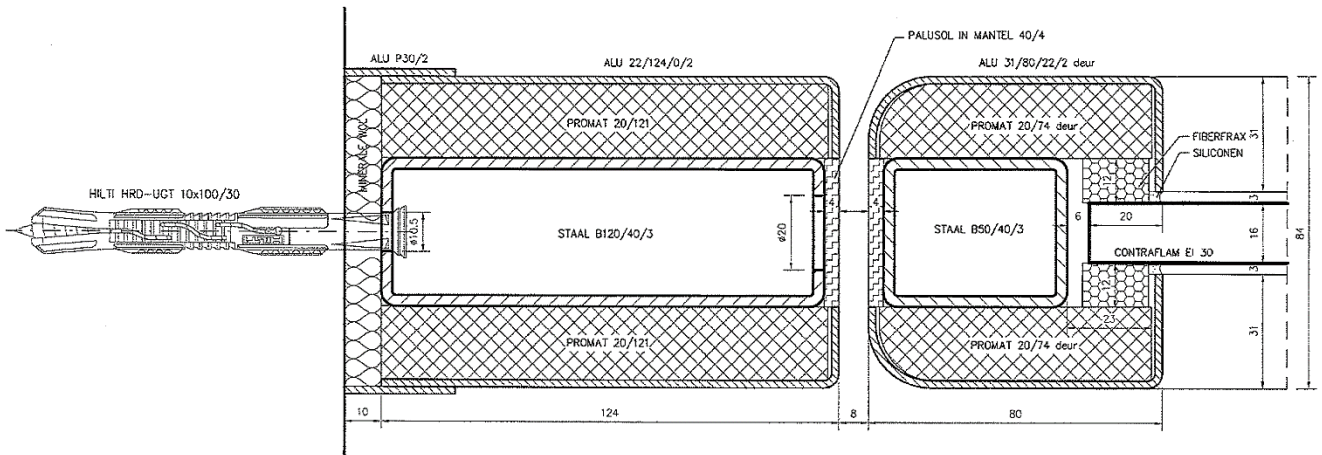 PALUSOL IN MANTEL 40/4
ALU P30/2
ALU 22/124/0/2
ALU 31/80/22/2 deur
PROMAT 20/121
PROMAT 20/74 deur
FIBERFRAX
SILICONEN
31
MINERALE WOL
HILTI HRD-UGT 10x100/30
12
3
ø10.5
STAAL B120/40/3
ø20
4
4
STAAL B50/40/3
6
20
16
84
CONTRAFLAM EI 30
3
12
23
PROMAT 20/121
PROMAT 20/74 deur
31
10
124
8
80